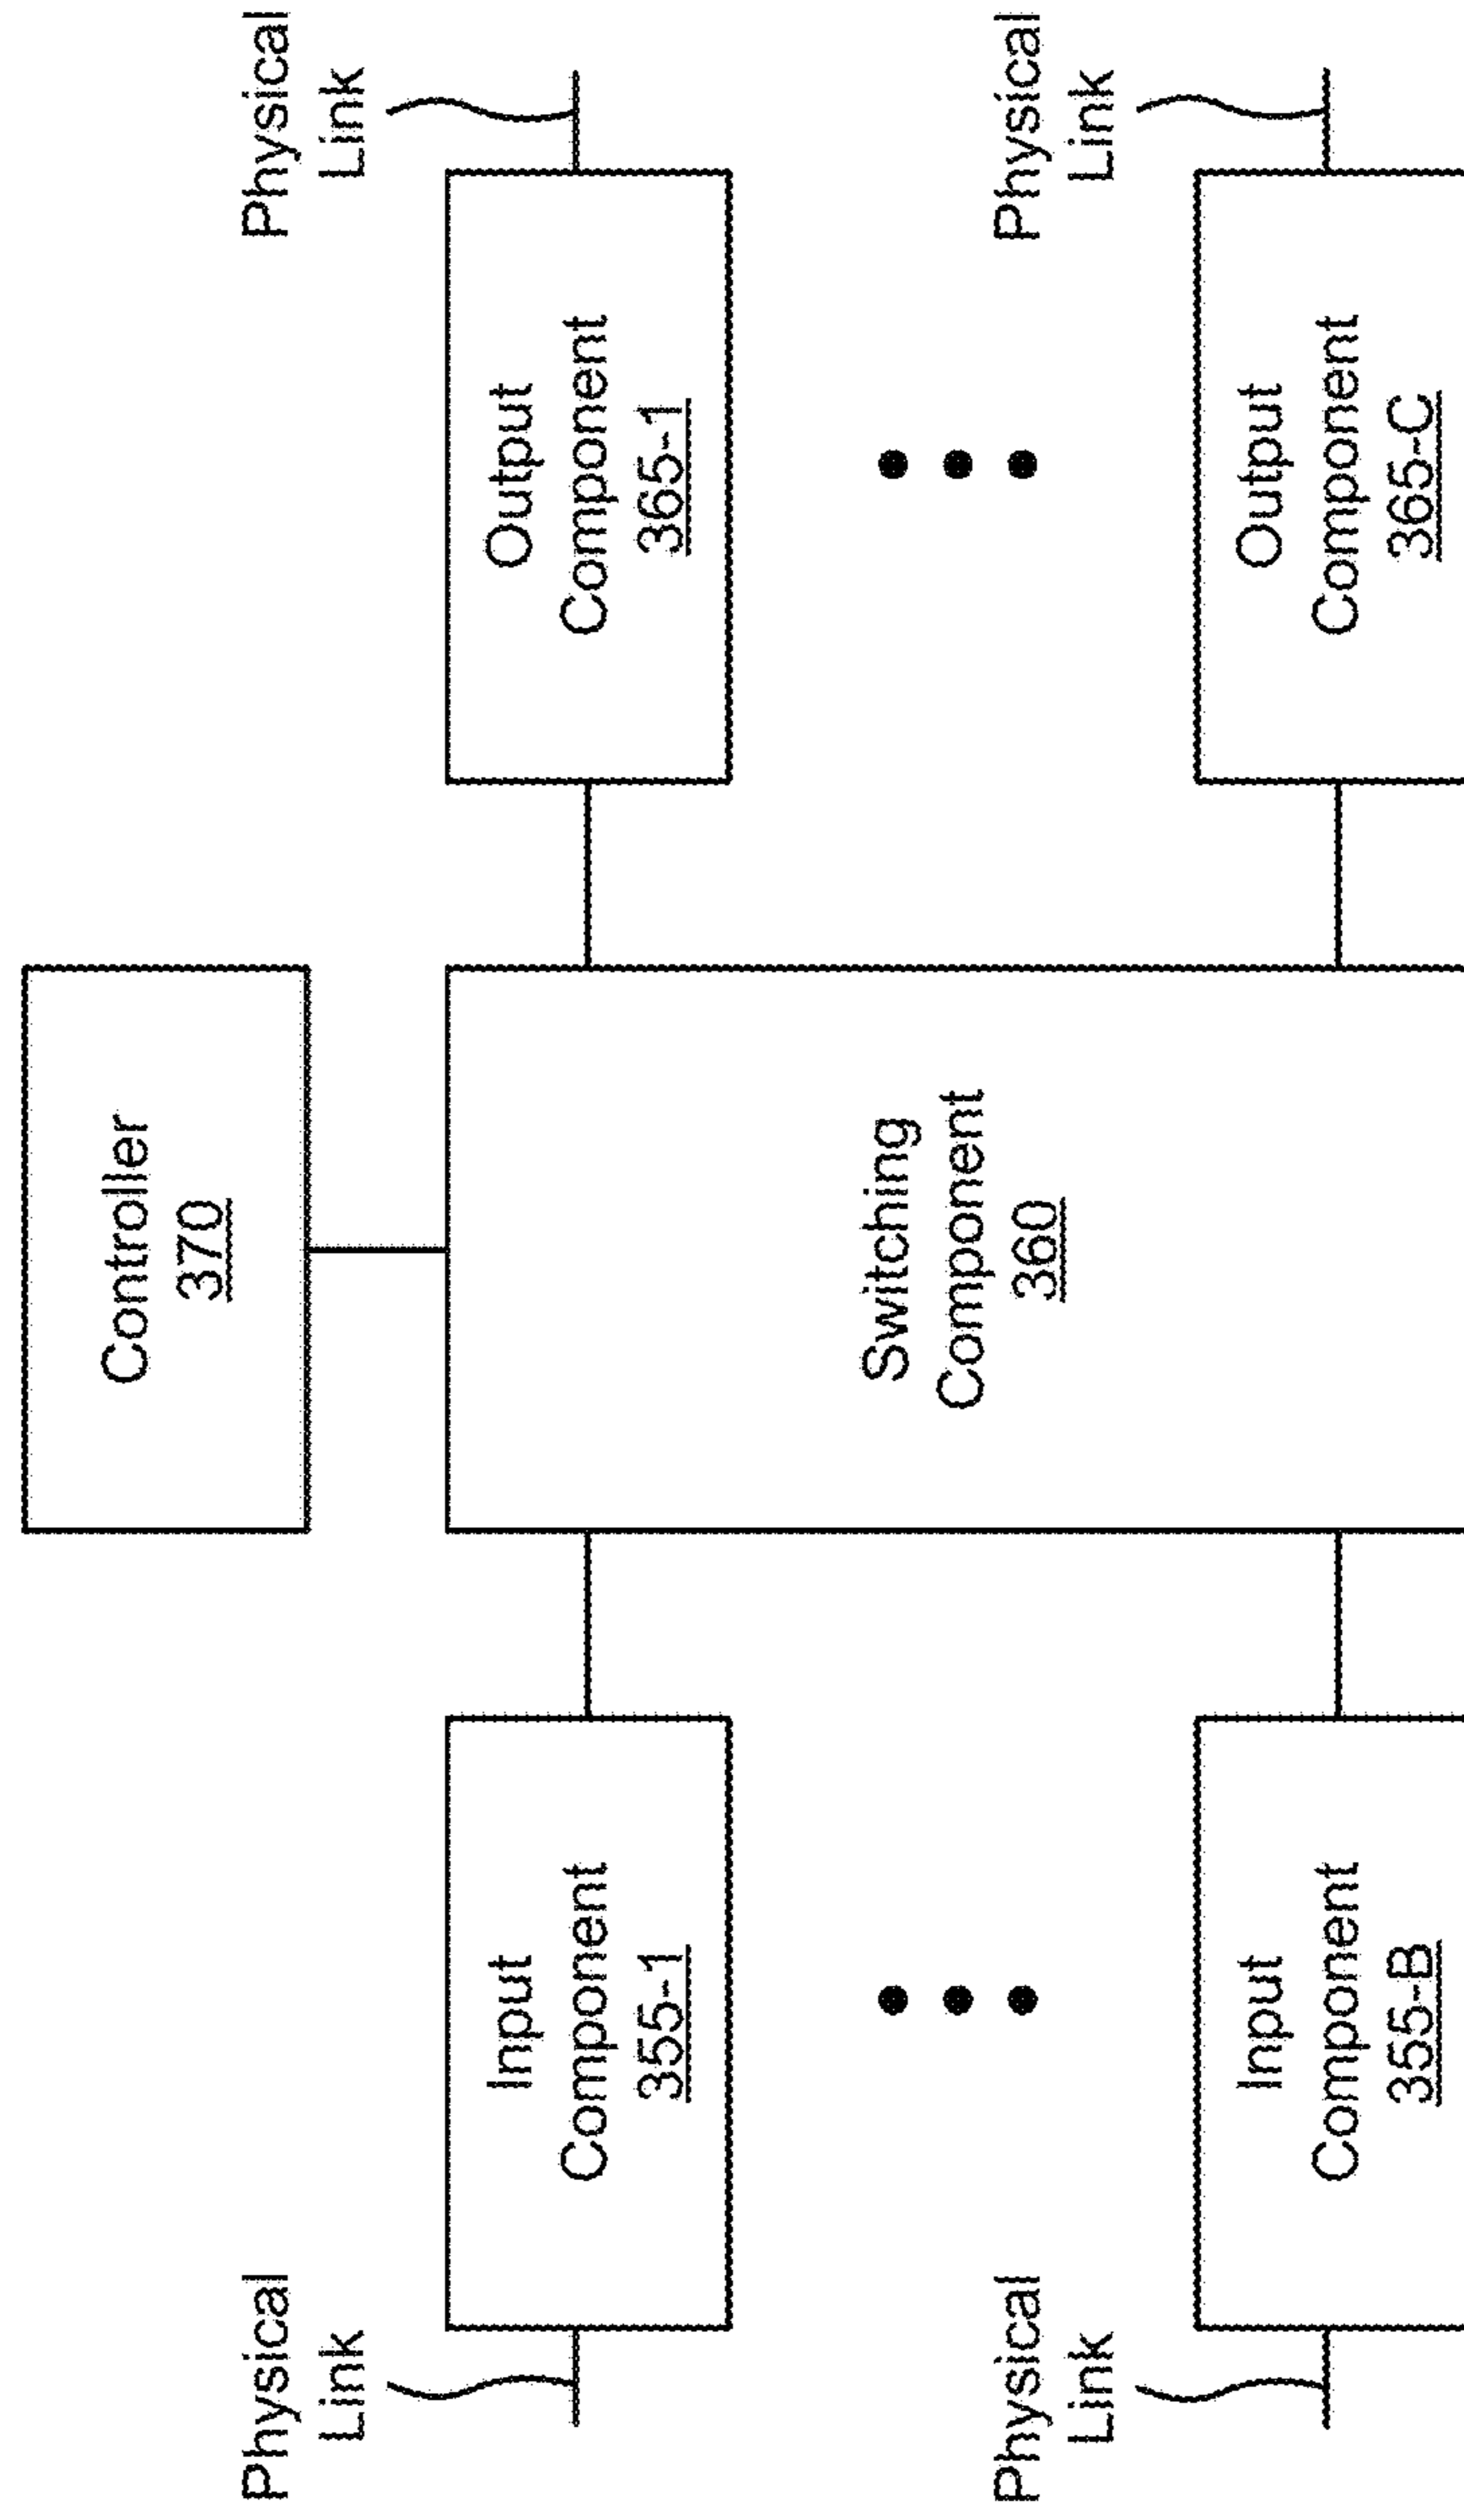 Controller
370
Physical
Link
Physical
Link
Input
Component
355-1
Output
Component
365-1
Switching
Component
360
Physical
Link
Physical
Link
Input
Component
355-B
Output
Component
365-C